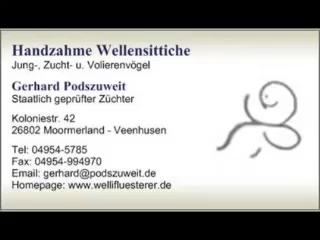 Handzahme Wellensittiche
Jung-, Zucht- u. Volierenvögel
Gerhard Podszuweit
Staatlich geprüfter Züchter
Koloniestr. 42
26802 Moormerland - Veenhusen
Tel: 04954-5785
Fax: 04954-994970
Email: gerhard@podszuweit.de
Homepage: www.wellifluesterer.de